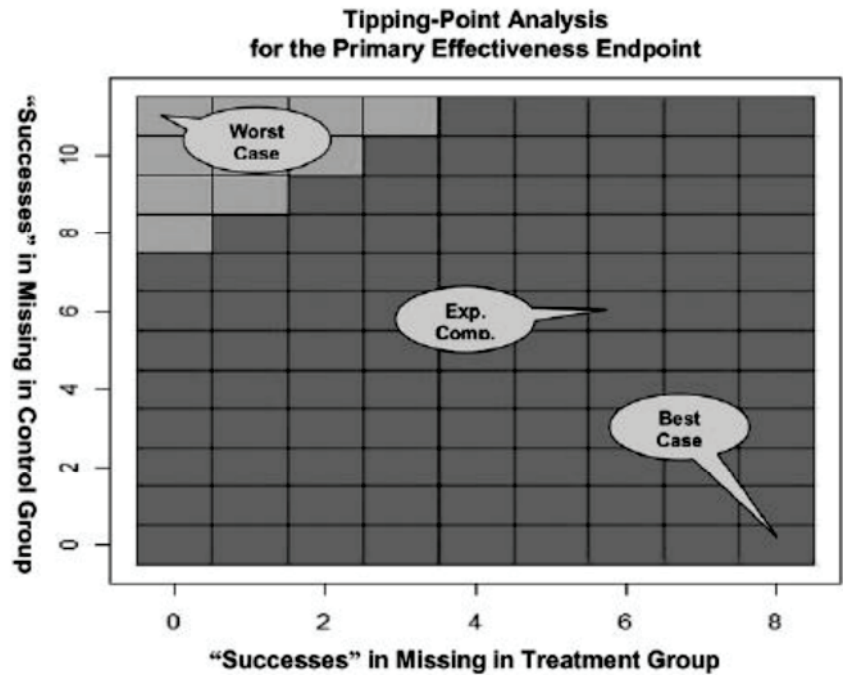 Tipping-Point Analysis
for the Primary Effectiveness Endpoint
“Successes” in Missing in Control Group
10
8
6
4
2
0
Worst
Case
Exp.
Comp.
Best
Case
0 2 4 6 8
“Successes” in Missing in Treatment Group